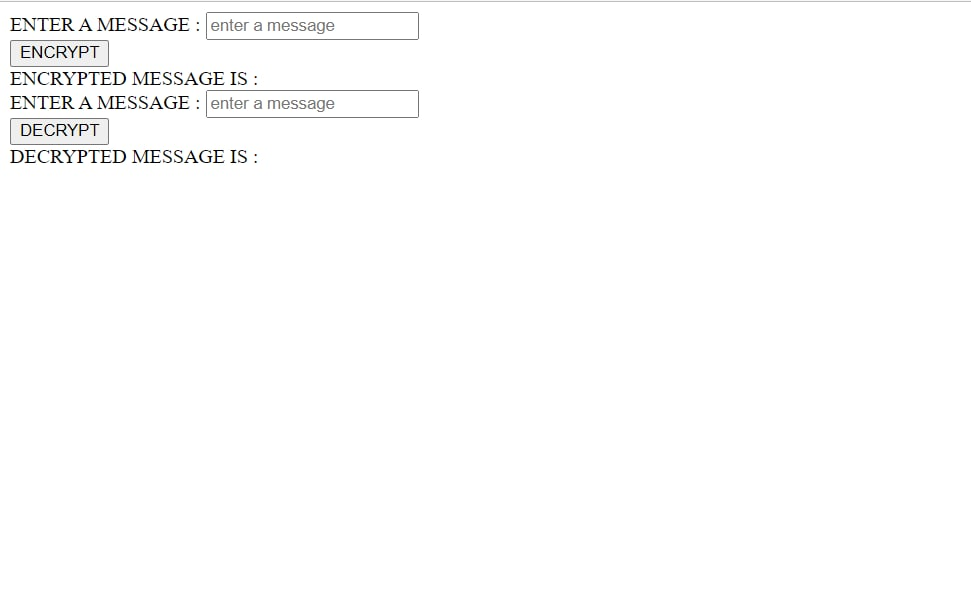 ENTER A MESSAGE : enter a message
ENCRYPT
ENCRYPTED MESSAGE IS :
ENTER A MESSAGE : enter a message
DECRYPT
DECRYPTED MESSAGE IS :